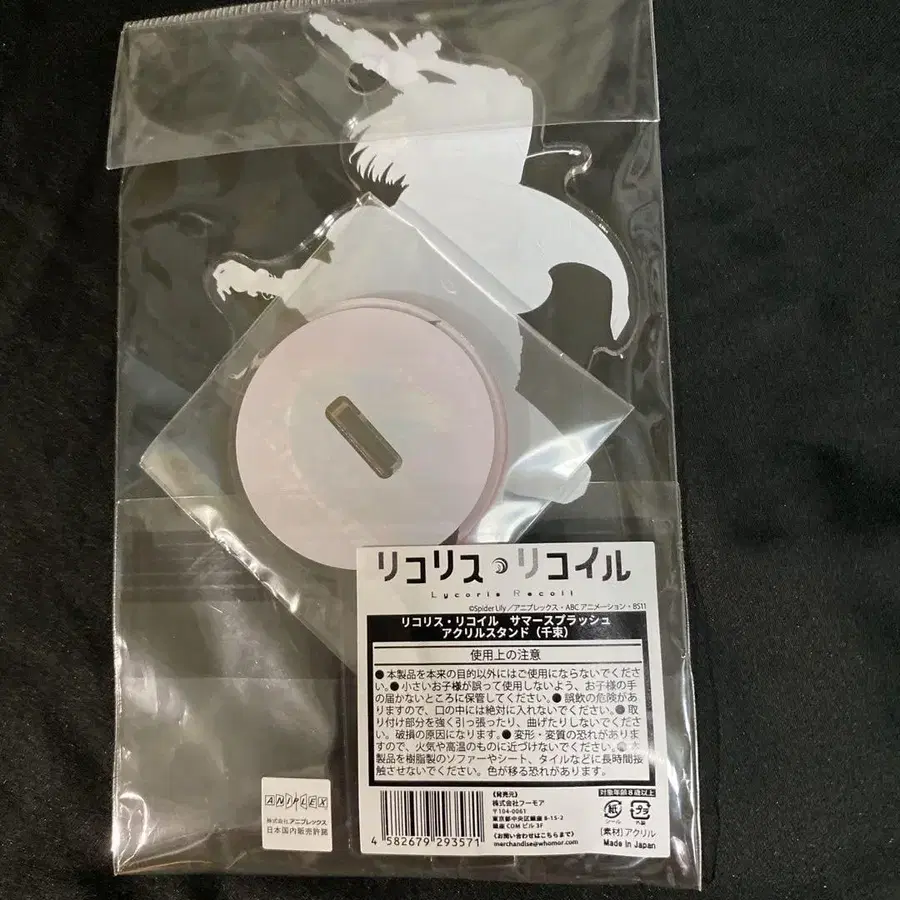 リコリス・リコイル
Lycoris Recoil
©Spider Lily／アニプレックス・ABCアニメーション・BS11
リコリス・リコイル サマースプラッシュ
アクリルスタンド（千束）
使用上の注意
●本製品を本来の目的以外にはご使用にならないでくださ
い。●小さいお子様が誤って使用しないよう、お子様の手
の届かないところに保管してください。●誤飲の危険があ
りますので、口の中には絶対に入れないでください。●取
り付け部分を強く引っ張ったり、曲げたりしないでください。
破損の原因になります。●変形・変質の恐れがありま
すので、火気や高温のものに近づけないでください。●本
製品を樹脂製のソファーやシート、タイルなどに長時間接
触させないでください。色が移る恐れがあります。
ANIPLEX
株式会社アニプレックス
日本国内販売許諾
4 582679 293571
《発売元》
株式会社フーモア
〒104-0061
東京都中央区銀座 8-15-2
銀座 COM ビル 3F
《お問い合わせはこちらまで》
merchandise@whomor.com
対象年齢8歳以上
紙
シール
プラ
外装
[素材]アクリル
Made in Japan